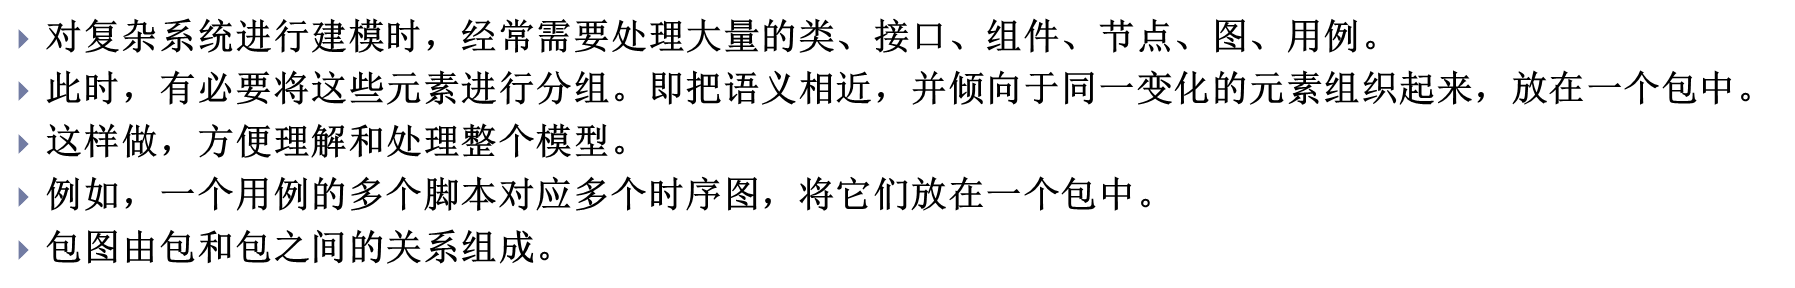 对复杂系统进行建模时，经常需要处理大量的类、接口、组件、节点、图、用例。
此时，有必要将这些元素进行分组。即把语义相近，并倾向于同一变化的元素组织起来，放在一个包中。
这样做，方便理解和处理整个模型。
例如，一个用例的多个脚本对应多个时序图，将它们放在一个包中。
包图由包和包之间的关系组成。